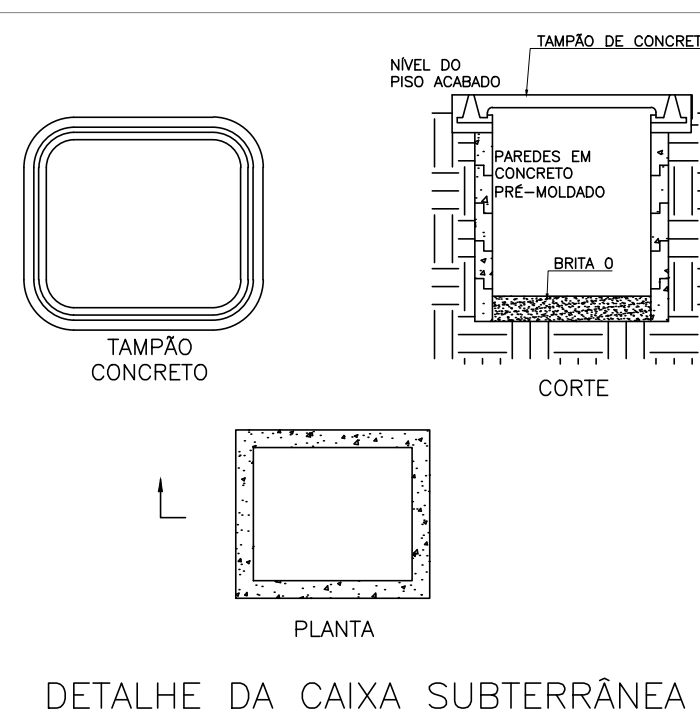 TAMPÃO DE CONCRET
NÍVEL DO
PISO ACABADO
PAREDES EM
CONCRETO
PRÉ-MOLDADO
BRITA 0
TAMPÃO
CONCRETO
CORTE
PLANTA
DETALHE DA CAIXA SUBTERRÂNEA